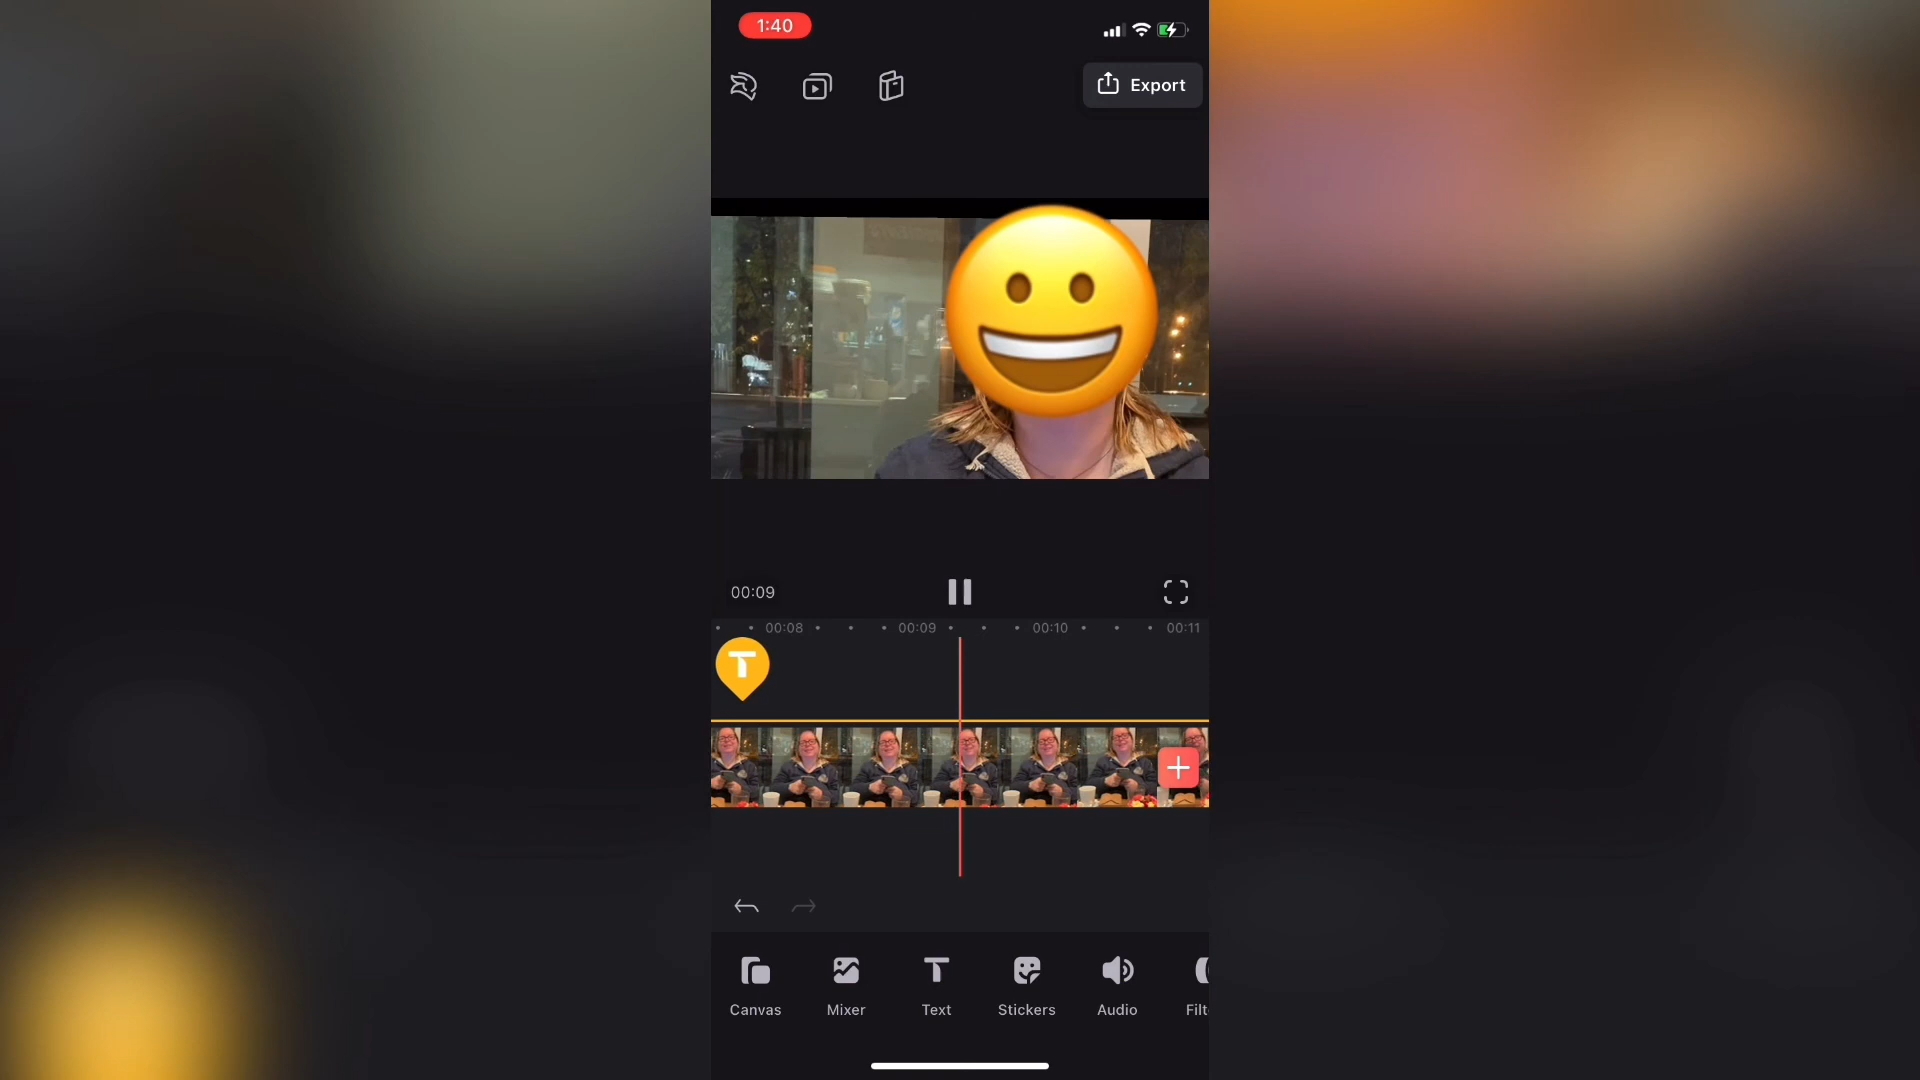 1:40
Export
00:09
00:08 00:09 00:10 00:11
T
Canvas Mixer Text Stickers Audio Filt